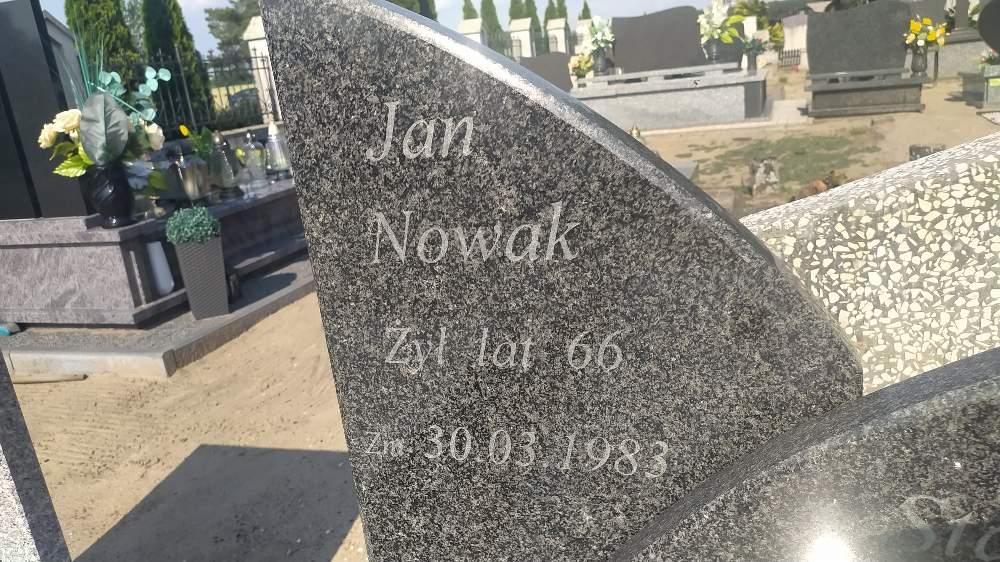 Jan
Nowak
Żył lat 66
Zm 30.03.1983